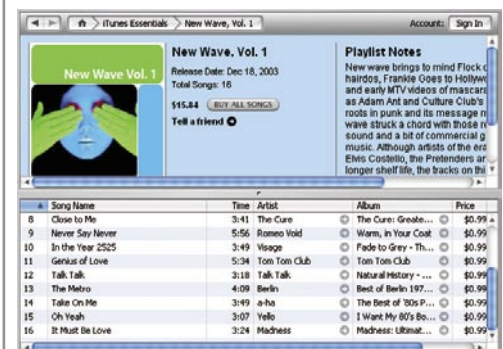 iTunes Essentials New Wave, Vol. 1 Account: Sign In
New Wave Vol. 1
New Wave, Vol. 1
Release Date: Dec 18, 2003
Total Songs: 16
$15.84 BUY ALL SONGS
Tell a friend
Playlist Notes
New wave brings to mind Flock o
hairdos, Frankie Goes to Hollywo
and early MTV videos of mascara
as Adam Ant and Culture Club's
roots in punk and its message m
wave struck a chord with those
sound and a bit of commercial g
music. Although artists of the era
Elvis Costello, the Pretenders ar
longer shelf life, the tracks on thi
Song Name Time Artist Album Price
8 Close to Me 3:41 The Cure The Cure: Greate... $0.99
9 Never Say Never 5:56 Romeo Void Warm, in Your Coat $0.99
10 In the Year 2525 3:49 Visage Fade to Grey - Th... $0.99
11 Genius of Love 5:34 Tom Tom Club Tom Tom Club $0.99
12 Talk Talk 3:18 Talk Talk Natural History - ... $0.99
13 The Metro 4:09 Berlin Best of Berlin 197... $0.99
14 Take On Me 3:49 a-ha The Best of '80s P... $0.99
15 Oh Yeah 3:07 Yello I Want My 80's Bo... $0.99
16 It Must Be Love 3:24 Madness Madness: Ultimat... $0.99